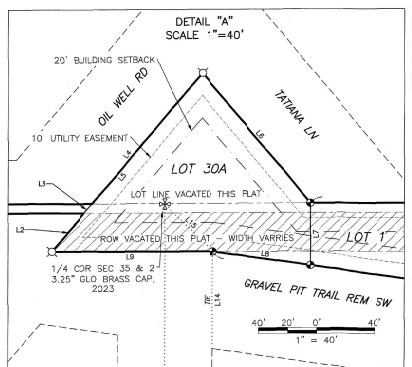 DETAIL "A"
SCALE 1"=40'
20' BUILDING SETBACK
OIL WELL RD
TATIANA LN
10' UTILITY EASEMENT
L4
L5
L6
LOT 30A
LOT LINE VACATED THIS PLAT
L3
L2
L15
L7
ROW VACATED THIS PLAT - WIDTH VARRIES
LOT 1
L9
L8
1/4 COR SEC 35 & 2
3.25" GLO BRASS CAP,
2023
TIE
L14
GRAVEL PIT TRAIL REM SW
40' 20' 0' 40'
1" = 40'